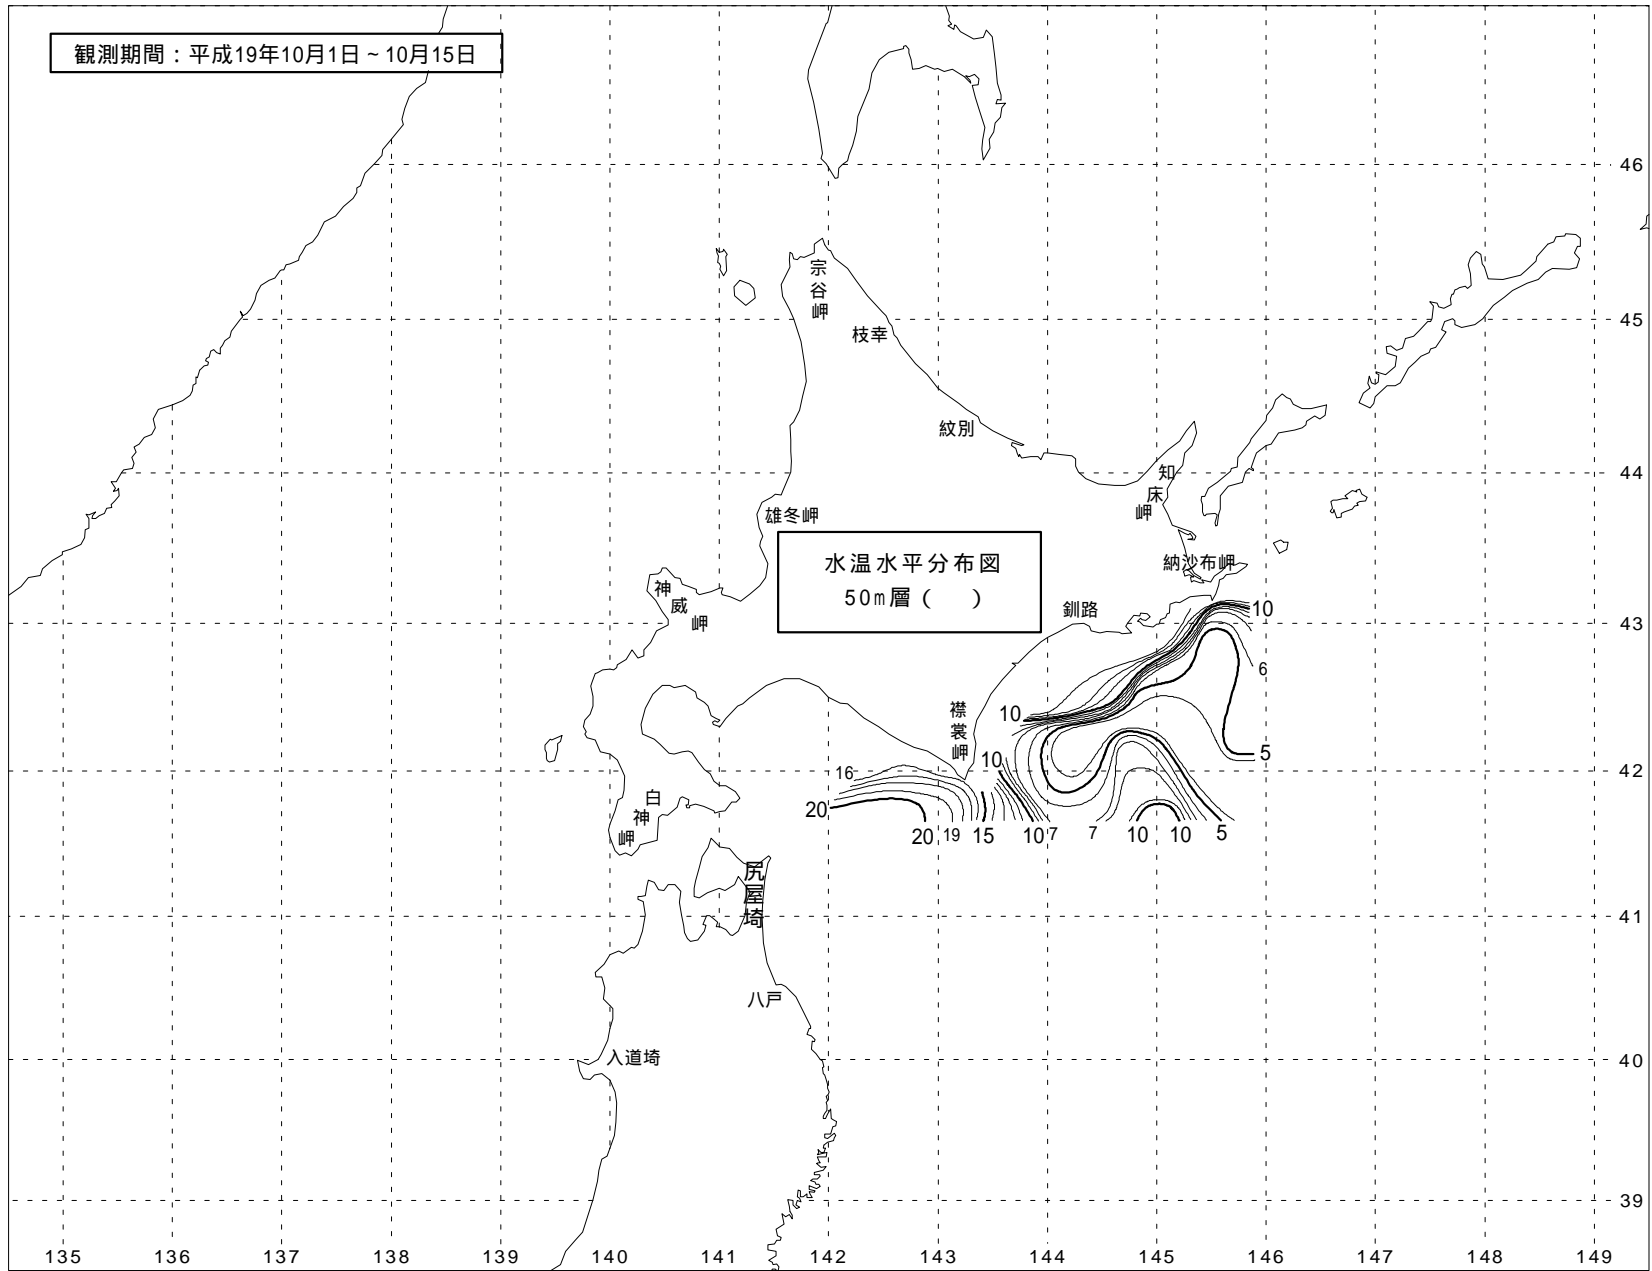 観測期間：平成19年10月1日～10月15日
46
宗谷岬
45
枝幸
紋別
44
知床岬
雄冬岬
水温水平分布図
50m層（　）
納沙布岬
神威岬
釧路
10
43
6
襟裳岬
10
5
10
16
42
白神岬
20
20
19
15
10
7
7
10
10
5
尻屋埼
41
八戸
入道埼
40
39
135 136 137 138 139 140 141 142 143 144 145 146 147 148 149